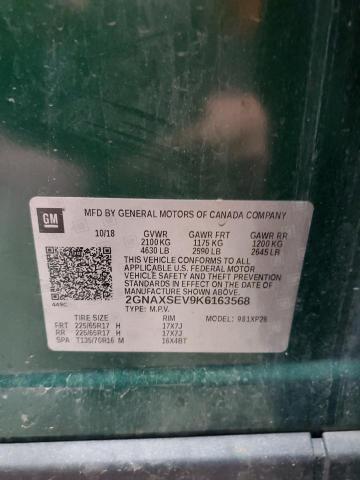 GM MFD BY GENERAL MOTORS OF CANADA COMPANY
10/18 GVWR GAWR FRT GAWR RR
2100 KG 1175 KG 1200 KG
4630 LB 2590 LB 2645 LB
THIS VEHICLE CONFORMS TO ALL
APPLICABLE U.S. FEDERAL MOTOR
VEHICLE SAFETY AND THEFT PREVENTION
STANDARDS IN EFFECT ON THE DATE OF
MANUFACTURE SHOWN ABOVE.
449C 2GNAXSEV9K6163568
TYPE: M.P.V.
TIRE SIZE RIM MODEL: 981XP26
FRT 225/65R17 H 17X7J
RR 225/65R17 H 17X7J
SPA T135/70R16 M 16X4BT